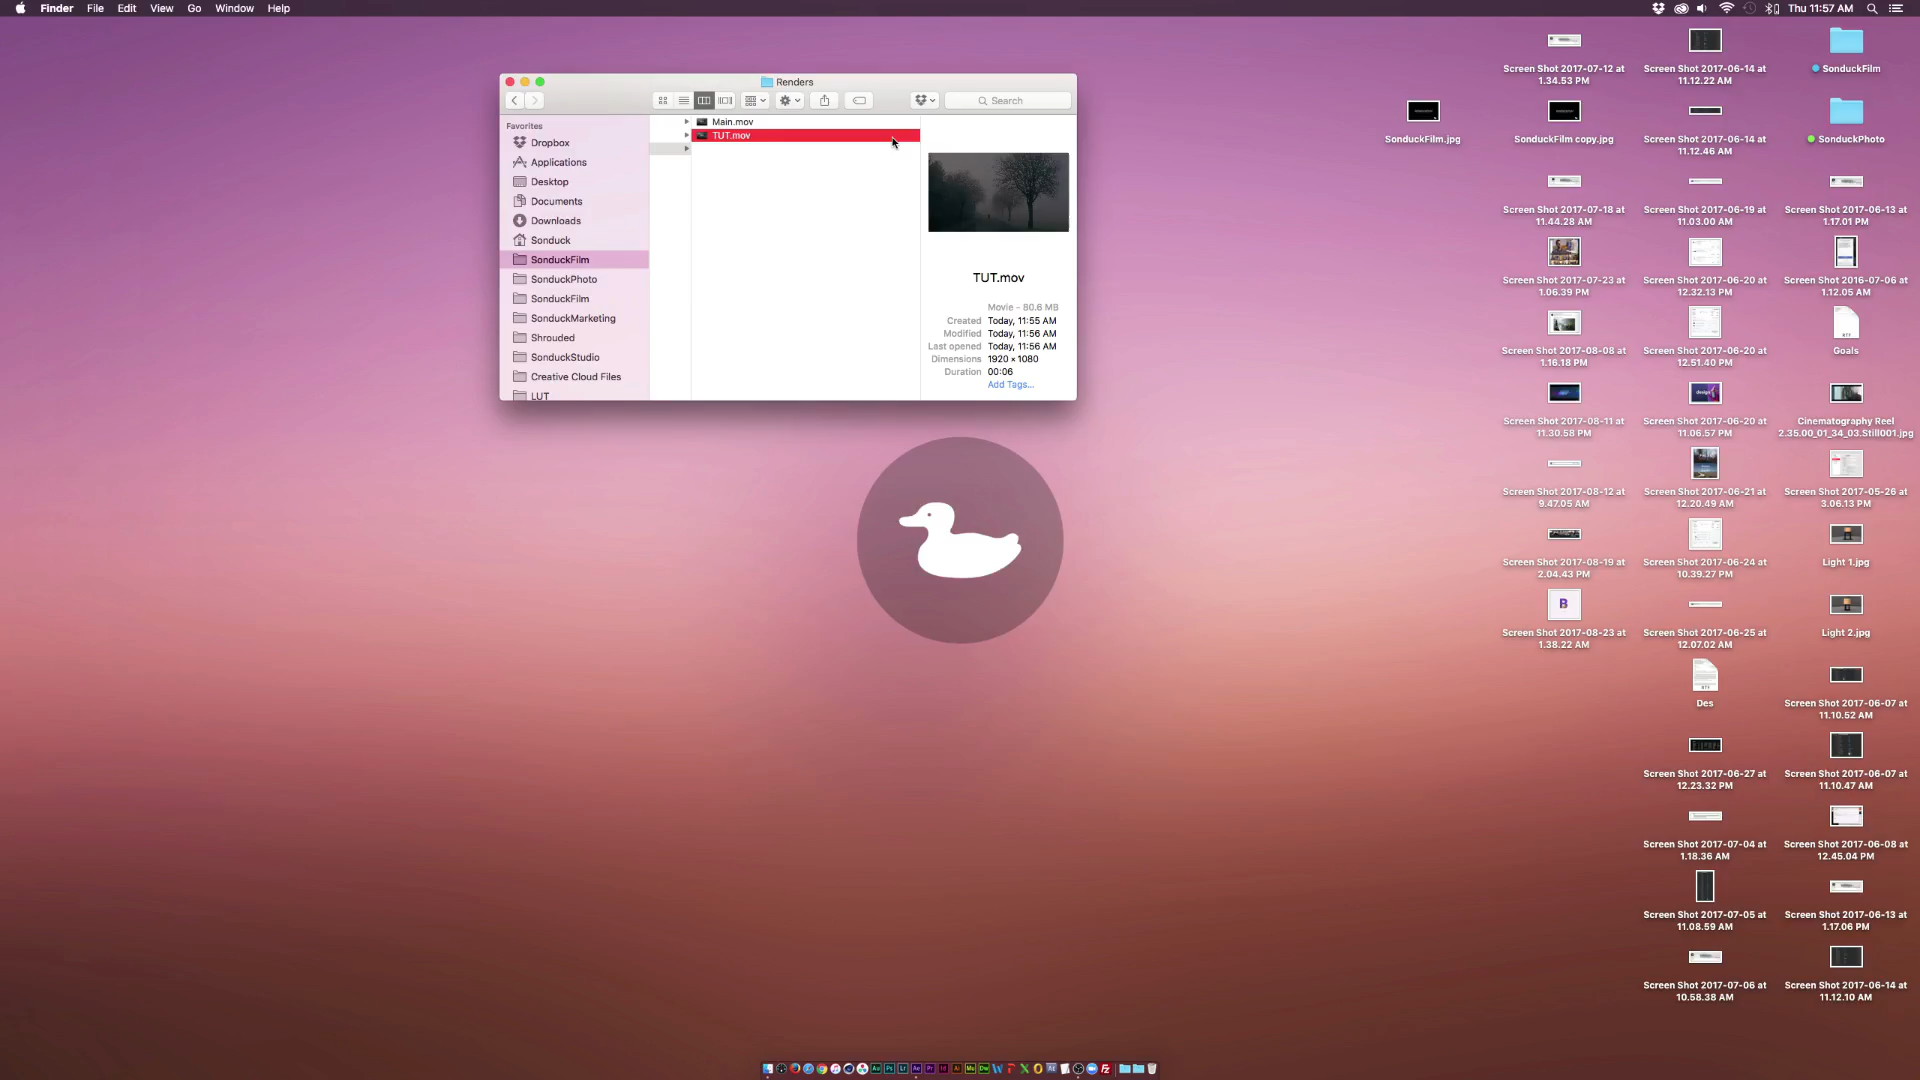 Finder File Edit View Go Window Help
Thu 11:57 AM
Renders
Search
Favorites
Dropbox
Applications
Desktop
Documents
Downloads
Sonduck
SonduckFilm
SonduckPhoto
SonduckFilm
SonduckMarketing
Shrouded
SonduckStudio
Creative Cloud Files
LUT
Main.mov
TUT.mov
TUT.mov
Movie - 80.6 MB
Created Today, 11:55 AM
Modified Today, 11:56 AM
Last opened Today, 11:56 AM
Dimensions 1920 × 1080
Duration 00:06
Add Tags...
SonduckFilm.jpg
Screen Shot 2017-07-12 at
1.34.53 PM
SonduckFilm copy.jpg
Screen Shot 2017-07-18 at
11.44.28 AM
Screen Shot 2017-07-23 at
1.06.39 PM
Screen Shot 2017-08-08 at
1.16.18 PM
Screen Shot 2017-08-11 at
11.30.58 PM
Screen Shot 2017-08-12 at
9.47.05 AM
Screen Shot 2017-08-19 at
2.04.43 PM
B
Screen Shot 2017-08-23 at
1.38.22 AM
Screen Shot 2017-06-14 at
11.12.22 AM
Screen Shot 2017-06-14 at
11.12.46 AM
Screen Shot 2017-06-19 at
11.03.00 AM
Screen Shot 2017-06-20 at
12.32.13 PM
Screen Shot 2017-06-20 at
12.51.40 PM
design
Screen Shot 2017-06-20 at
11.06.57 PM
Screen Shot 2017-06-21 at
12.20.49 AM
Screen Shot 2017-06-24 at
10.39.27 PM
Screen Shot 2017-06-25 at
12.07.02 AM
RTF
Des
Screen Shot 2017-06-27 at
12.23.32 PM
Screen Shot 2017-07-04 at
1.18.36 AM
Screen Shot 2017-07-05 at
11.08.59 AM
Screen Shot 2017-07-06 at
10.58.38 AM
SonduckFilm
SonduckPhoto
Screen Shot 2017-06-13 at
1.17.01 PM
Screen Shot 2016-07-06 at
1.12.05 AM
RTF
Goals
Cinematography Reel
2.35.00_01_34_03.Still001.jpg
Screen Shot 2017-05-26 at
3.06.13 PM
Light 1.jpg
Light 2.jpg
Screen Shot 2017-06-07 at
11.10.52 AM
Screen Shot 2017-06-07 at
11.10.47 AM
Screen Shot 2017-06-08 at
12.45.04 PM
Screen Shot 2017-06-13 at
1.17.06 PM
Screen Shot 2017-06-14 at
11.12.10 AM
Au Ps Lr Ae Pr Id Ai Mu Dw